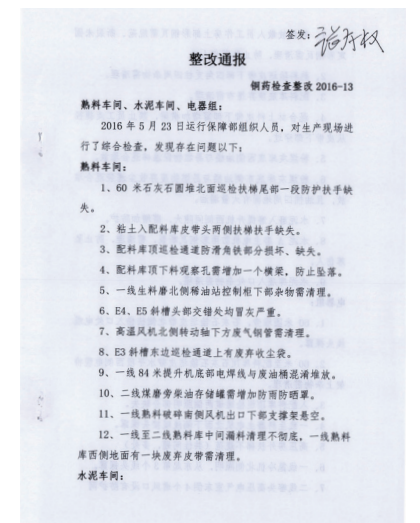 签发：
整改通报
铜药检查整改 2016-13
熟料车间、水泥车间、电器组：
2016 年 5 月 23 日运行保障部组织人员，对生产现场进
行了综合检查，发现存在问题以下：
熟料车间：
1、60 米石灰石圆堆北面巡检扶梯尾部一段防护扶手缺
失。
2、粘土入配料库皮带头两侧扶梯扶手缺失。
3、配料库顶巡检通道防滑角铁部分损坏、缺失。
4、配料库顶下料观察孔需增加一个横梁，防止坠落。
5、一线生料磨北侧稀油站控制柜下部杂物需清理。
6、E4、E5 斜槽头部交错处均冒灰严重。
7、高温风机北侧转动轴下方废气钢管需清理。
8、E3 斜槽东边巡检通道上有废弃收尘袋。
9、一线 84 米提升机底部电焊线与废油桶混淆堆放。
10、二线煤磨旁柴油存储罐需增加防雨防晒罩。
11、一线熟料破碎南侧风机出口下部支撑架悬空。
12、一线至二线熟料库中间漏料清理不彻底，一线熟料
库西侧地面有一块废弃皮带需清理。
水泥车间：